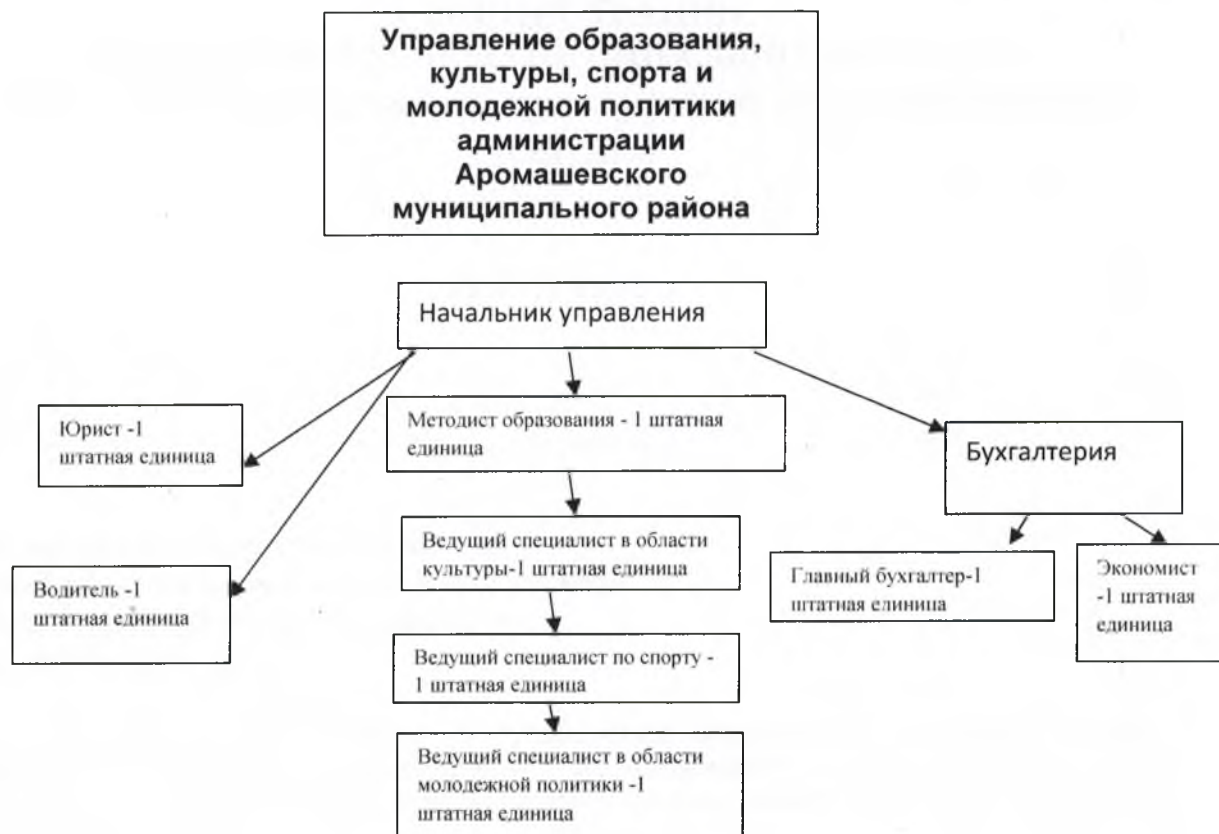 Управление образования,
культуры, спорта и
молодежной политики
администрации
Аромашевского
муниципального района
Начальник управления
Юрист -1
штатная единица
Методист образования - 1 штатная
единица
Бухгалтерия
Ведущий специалист в области
культуры-1 штатная единица
Водитель -1
штатная единица
Главный бухгалтер-1
штатная единица
Экономист
-1 штатная
единица
Ведущий специалист по спорту -
1 штатная единица
Ведущий специалист в области
молодежной политики -1
штатная единица